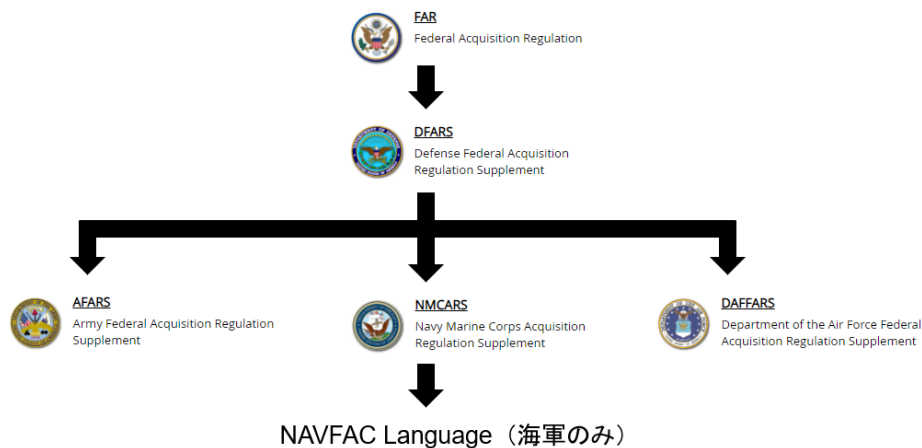 FAR
Federal Acquisition Regulation
DFARS
Defense Federal Acquisition
Regulation Supplement
AFARS
Army Federal Acquisition Regulation
Supplement
NMCARS
Navy Marine Corps Acquisition
Regulation Supplement
DAFFARS
Department of the Air Force Federal
Acquisition Regulation Supplement
NAVFAC Language（海軍のみ）